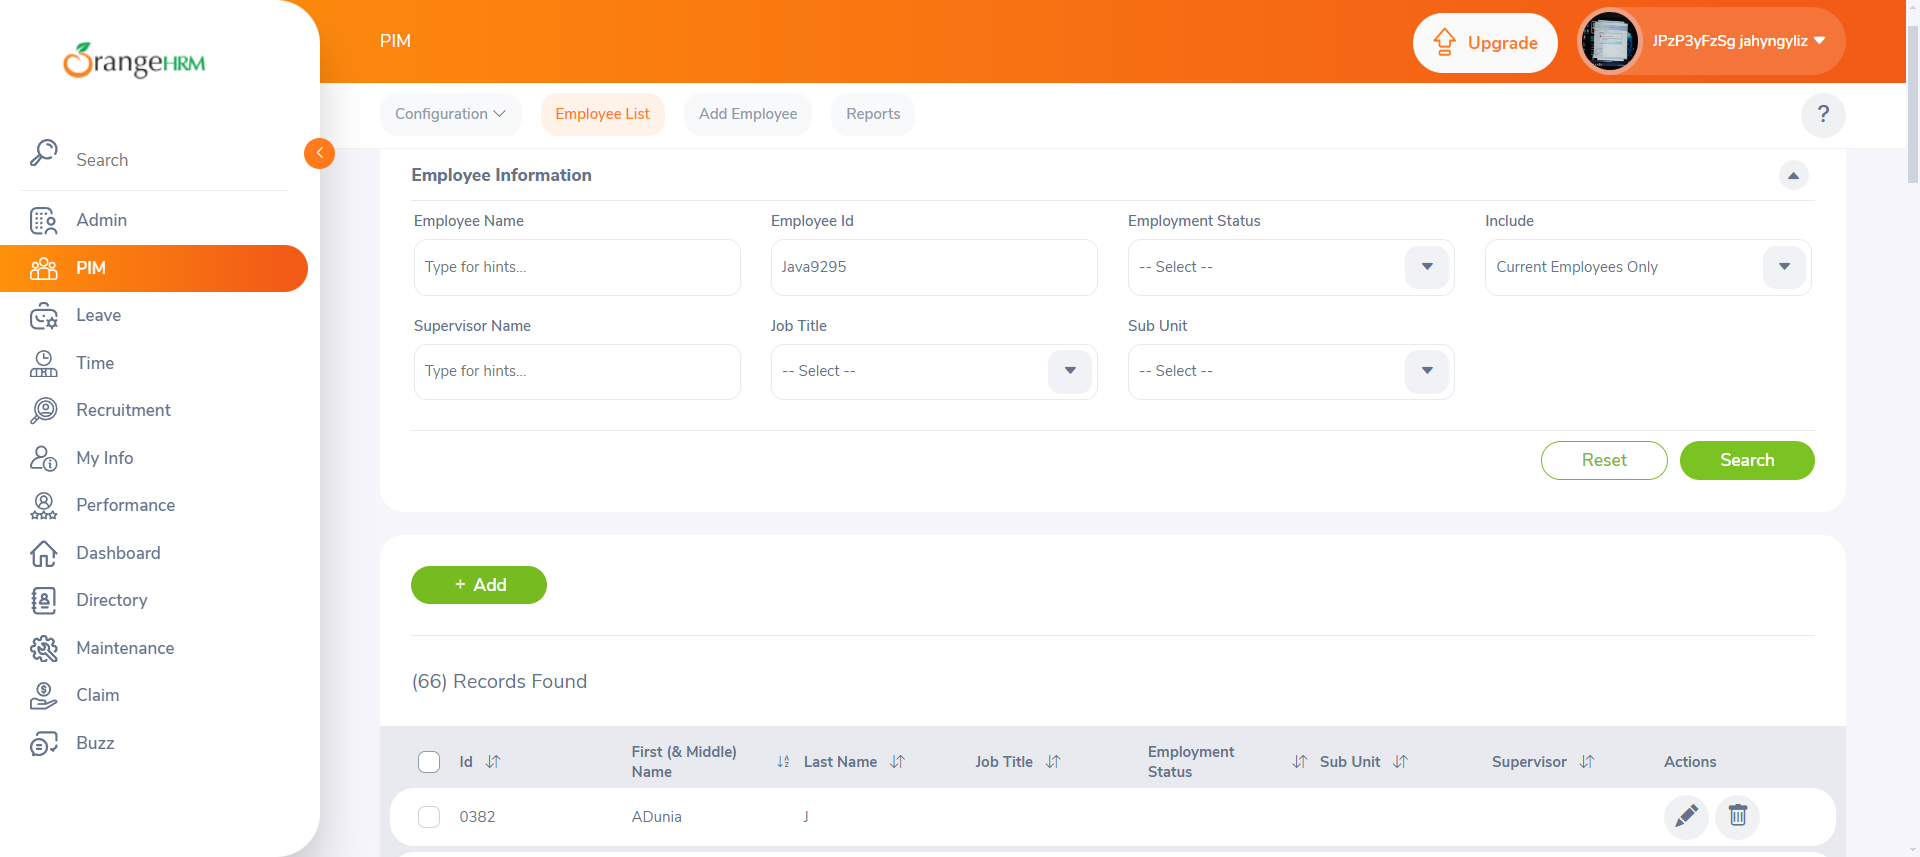 OrangeHRM
PIM
Upgrade
JPzP3yFzSg jahyngyliz
Configuration
Employee List
Add Employee
Reports
?
Search
Admin
PIM
Leave
Time
Recruitment
My Info
Performance
Dashboard
Directory
Maintenance
Claim
Buzz
Employee Information
Employee Name
Employee Id
Employment Status
Include
Type for hints...
Java9295
-- Select --
Current Employees Only
Supervisor Name
Job Title
Sub Unit
Type for hints...
-- Select --
-- Select --
Reset
Search
+ Add
(66) Records Found
Id
First (& Middle)
Name
Last Name
Job Title
Employment
Status
Sub Unit
Supervisor
Actions
0382
ADunia
J